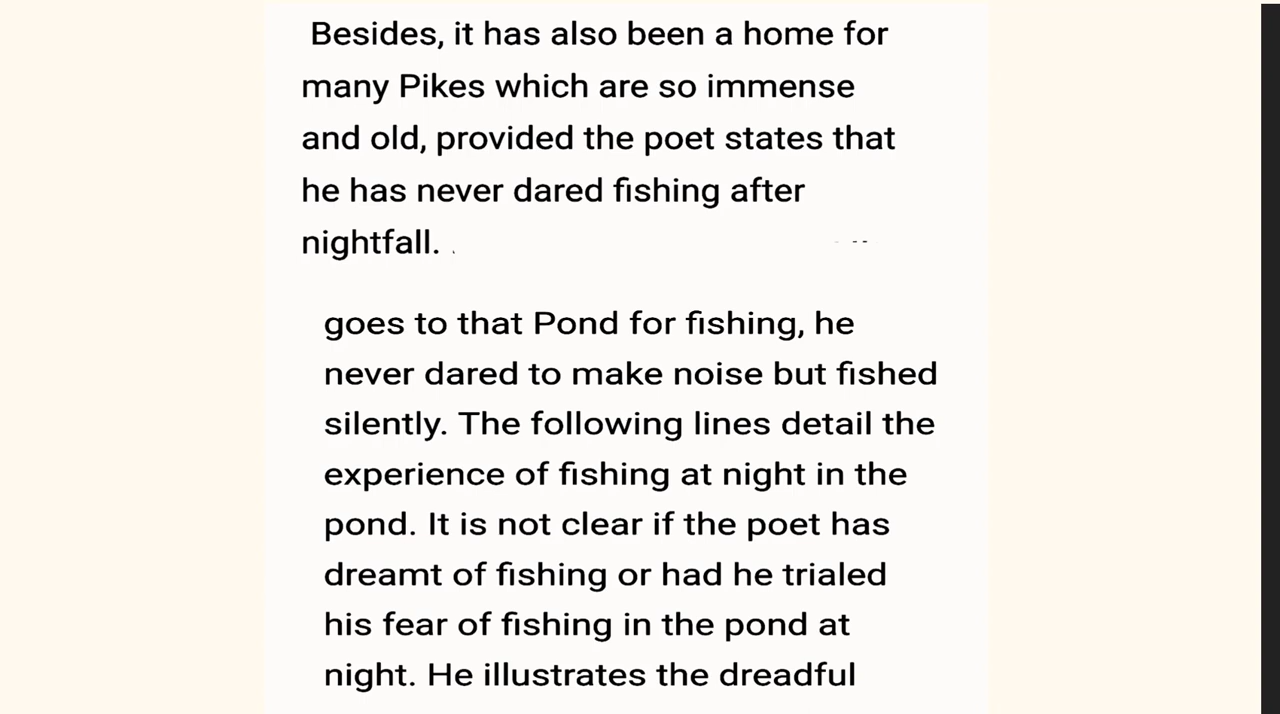 Besides, it has also been a home for
many Pikes which are so immense
and old, provided the poet states that
he has never dared fishing after
nightfall.
goes to that Pond for fishing, he
never dared to make noise but fished
silently. The following lines detail the
experience of fishing at night in the
pond. It is not clear if the poet has
dreamt of fishing or had he trialed
his fear of fishing in the pond at
night. He illustrates the dreadful